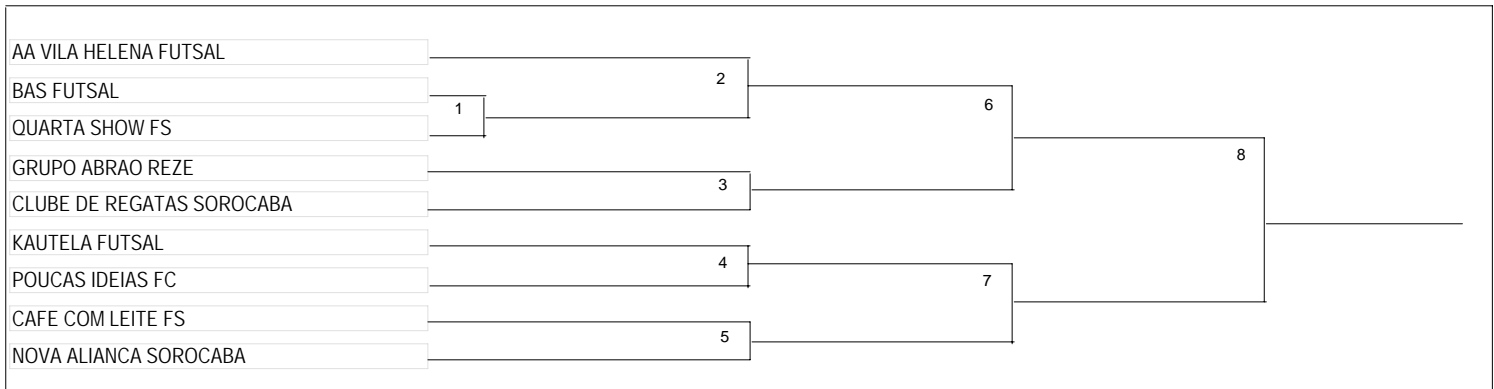 AA VILA HELENA FUTSAL
2
BAS FUTSAL
1
6
QUARTA SHOW FS
8
GRUPO ABRAO REZE
3
CLUBE DE REGATAS SOROCABA
KAUTELA FUTSAL
4
POUCAS IDEIAS FC
7
CAFE COM LEITE FS
5
NOVA ALIANCA SOROCABA